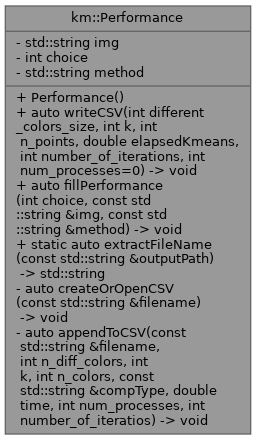 km::Performance
- std::string img
- int choice
- std::string method
+ Performance()
+ auto writeCSV(int different
_colors_size, int k, int
n_points, double elapsedKmeans,
int number_of_iterations, int
num_processes=0) -> void
+ auto fillPerformance
(int choice, const std
::string &img, const std
::string &method) -> void
+ static auto extractFileName
(const std::string &outputPath)
-> std::string
- auto createOrOpenCSV
(const std::string &filename)
-> void
- auto appendToCSV(const
std::string &filename,
int n_diff_colors, int
k, int n_colors, const
std::string &compType, double
time, int num_processes, int
number_of_iteratios) -> void